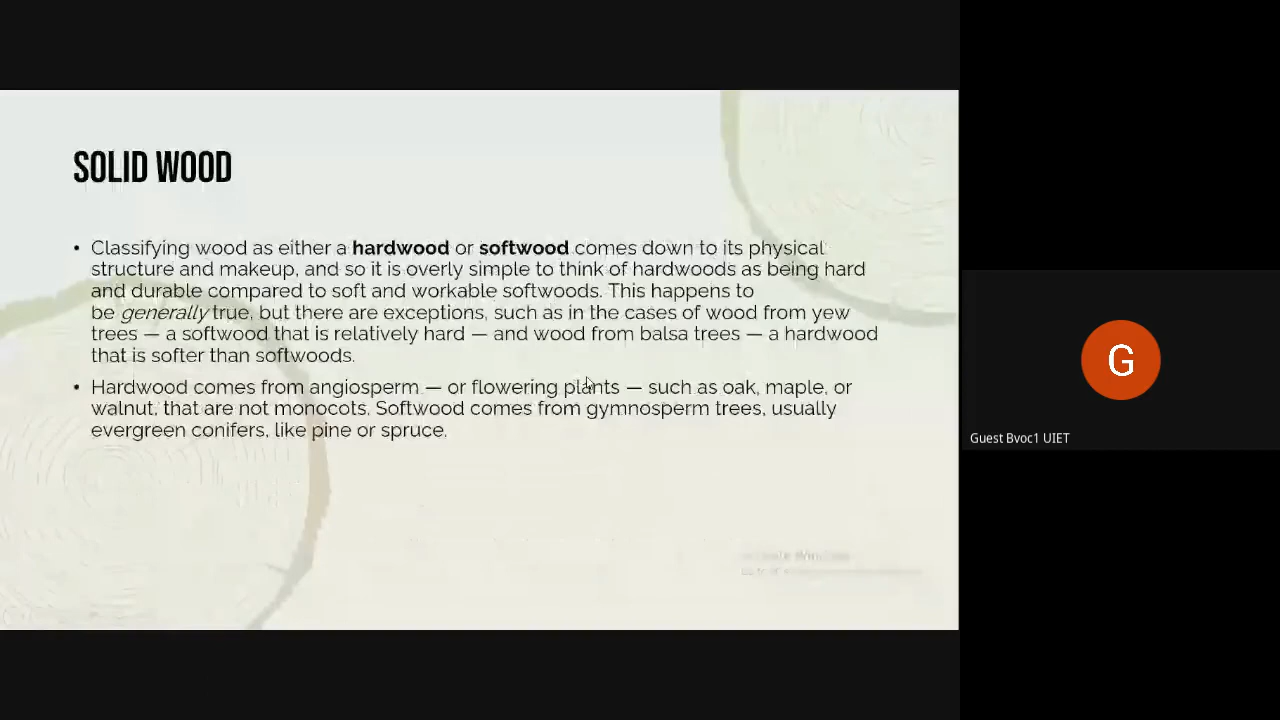 SOLID WOOD
• Classifying wood as either a hardwood or softwood comes down to its physical
structure and makeup, and so it is overly simple to think of hardwoods as being hard
and durable compared to soft and workable softwoods. This happens to
be generally true, but there are exceptions, such as in the cases of wood from yew
trees — a softwood that is relatively hard — and wood from balsa trees — a hardwood
that is softer than softwoods.
• Hardwood comes from angiosperm — or flowering plants — such as oak, maple, or
walnut, that are not monocots. Softwood comes from gymnosperm trees, usually
evergreen conifers, like pine or spruce.
G
Guest Bvoc1 UIET